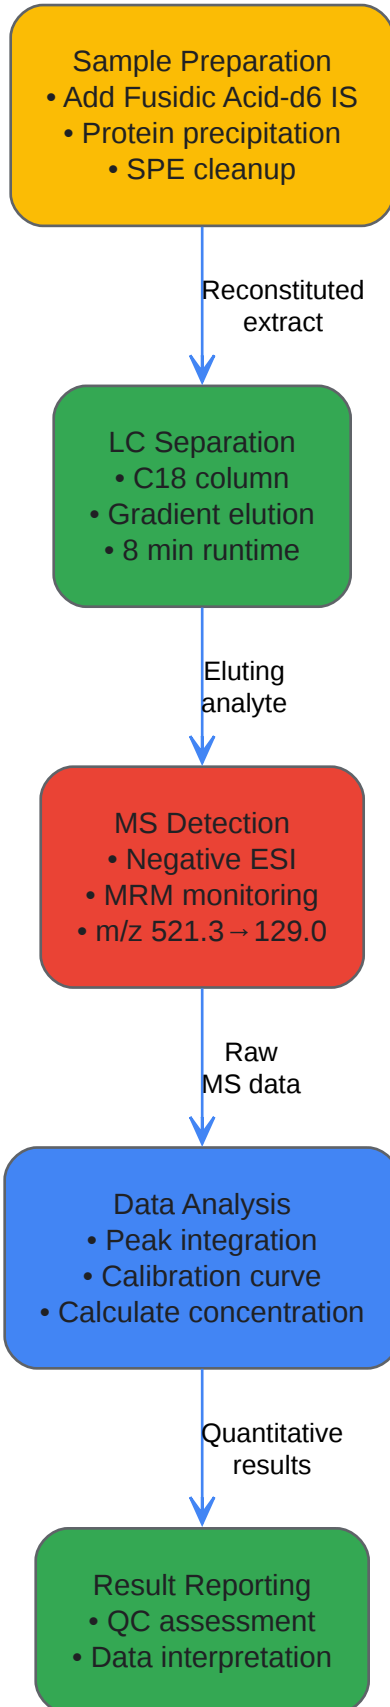 Sample Preparation
• Add Fusidic Acid-d6 IS
• Protein precipitation
• SPE cleanup
Reconstituted
extract
LC Separation
• C18 column
• Gradient elution
• 8 min runtime
Eluting
analyte
MS Detection
• Negative ESI
• MRM monitoring
• m/z 521.3→129.0
Raw
MS data
Data Analysis
• Peak integration
• Calibration curve
• Calculate concentration
Quantitative
results
Result Reporting
• QC assessment
• Data interpretation